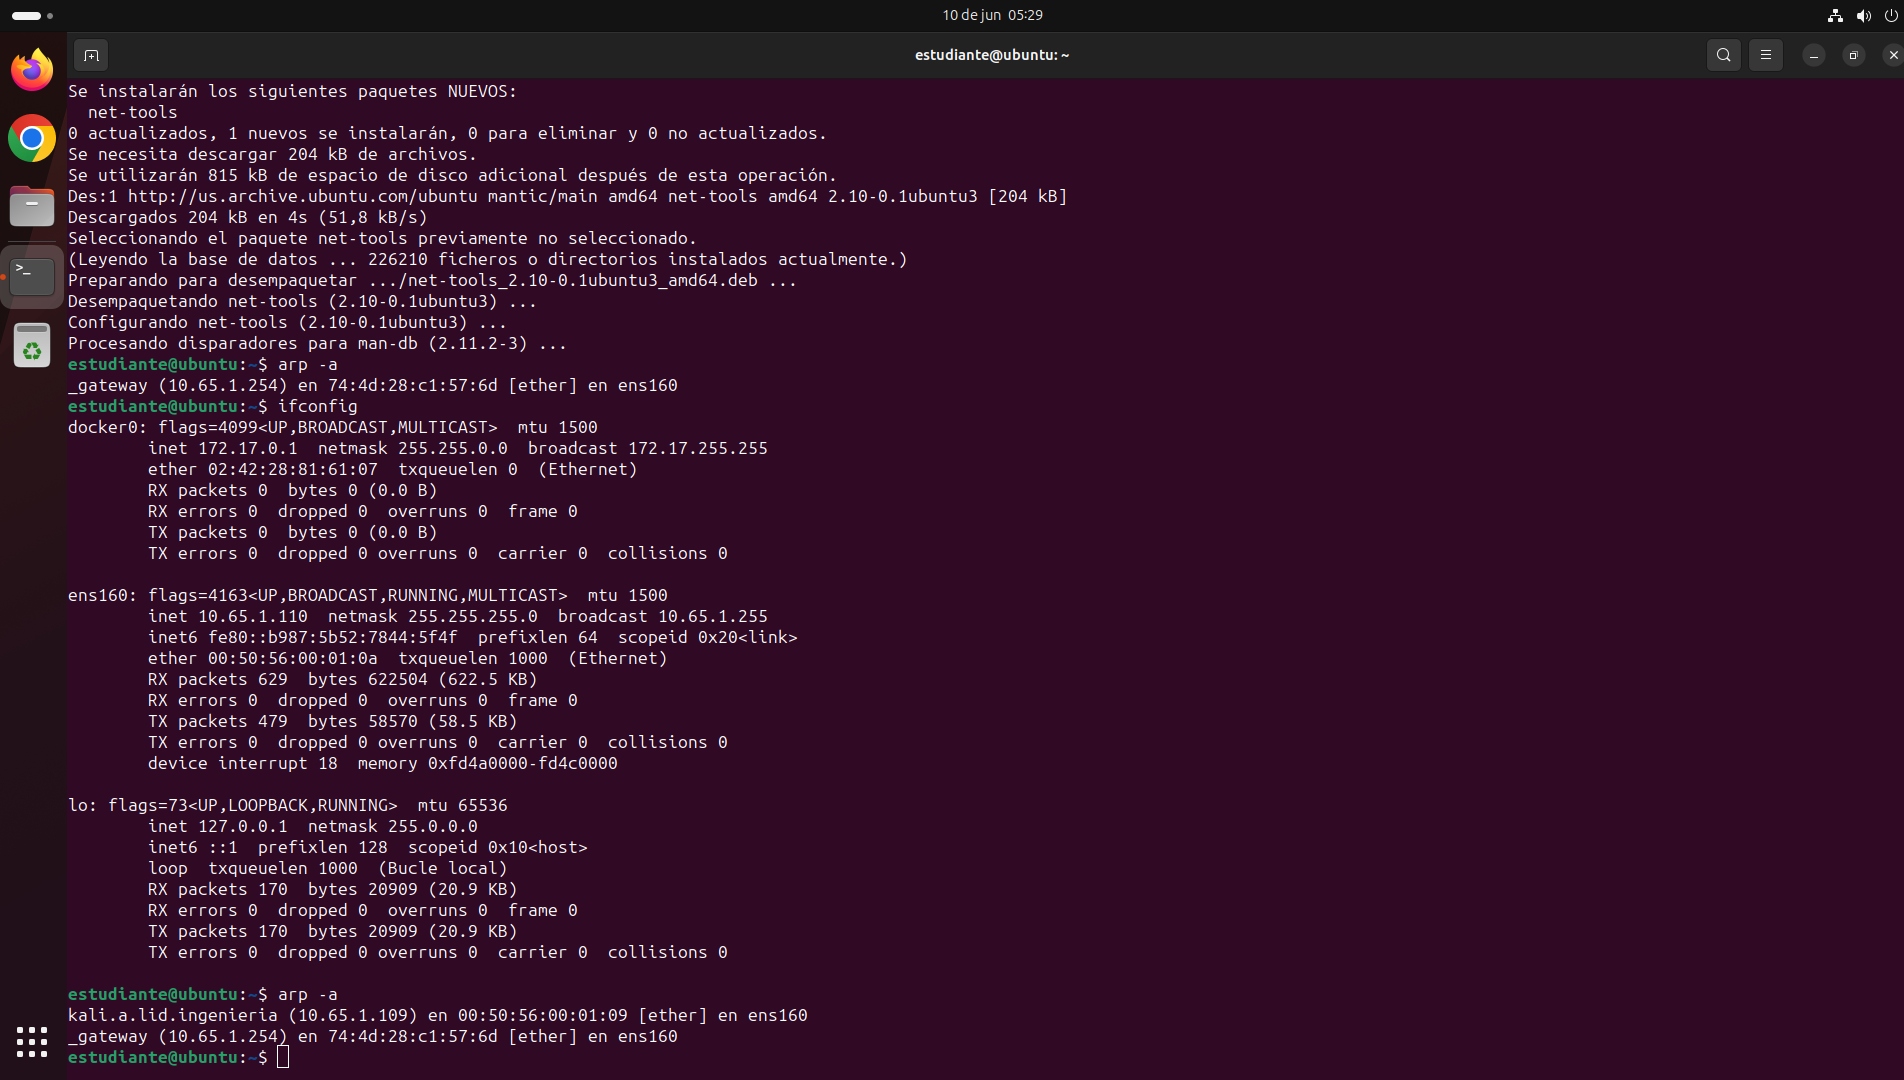 10 de jun 05:29
estudiante@ubuntu: ~
Se instalarán los siguientes paquetes NUEVOS:
  net-tools
0 actualizados, 1 nuevos se instalarán, 0 para eliminar y 0 no actualizados.
Se necesita descargar 204 kB de archivos.
Se utilizarán 815 kB de espacio de disco adicional después de esta operación.
Des:1 http://us.archive.ubuntu.com/ubuntu mantic/main amd64 net-tools amd64 2.10-0.1ubuntu3 [204 kB]
Descargados 204 kB en 4s (51,8 kB/s)
Seleccionando el paquete net-tools previamente no seleccionado.
(Leyendo la base de datos ... 226210 ficheros o directorios instalados actualmente.)
Preparando para desempaquetar .../net-tools_2.10-0.1ubuntu3_amd64.deb ...
Desempaquetando net-tools (2.10-0.1ubuntu3) ...
Configurando net-tools (2.10-0.1ubuntu3) ...
Procesando disparadores para man-db (2.11.2-3) ...
estudiante@ubuntu:~$ arp -a
_gateway (10.65.1.254) en 74:4d:28:c1:57:6d [ether] en ens160
estudiante@ubuntu:~$ ifconfig
docker0: flags=4099<UP,BROADCAST,MULTICAST>  mtu 1500
        inet 172.17.0.1  netmask 255.255.0.0  broadcast 172.17.255.255
        ether 02:42:28:81:61:07  txqueuelen 0  (Ethernet)
        RX packets 0  bytes 0 (0.0 B)
        RX errors 0  dropped 0  overruns 0  frame 0
        TX packets 0  bytes 0 (0.0 B)
        TX errors 0  dropped 0 overruns 0  carrier 0  collisions 0
ens160: flags=4163<UP,BROADCAST,RUNNING,MULTICAST>  mtu 1500
        inet 10.65.1.110  netmask 255.255.255.0  broadcast 10.65.1.255
        inet6 fe80::b987:5b52:7844:5f4f  prefixlen 64  scopeid 0x20<link>
        ether 00:50:56:00:01:0a  txqueuelen 1000  (Ethernet)
        RX packets 629  bytes 622504 (622.5 KB)
        RX errors 0  dropped 0  overruns 0  frame 0
        TX packets 479  bytes 58570 (58.5 KB)
        TX errors 0  dropped 0 overruns 0  carrier 0  collisions 0
        device interrupt 18  memory 0xfd4a0000-fd4c0000
lo: flags=73<UP,LOOPBACK,RUNNING>  mtu 65536
        inet 127.0.0.1  netmask 255.0.0.0
        inet6 ::1  prefixlen 128  scopeid 0x10<host>
        loop  txqueuelen 1000  (Bucle local)
        RX packets 170  bytes 20909 (20.9 KB)
        RX errors 0  dropped 0  overruns 0  frame 0
        TX packets 170  bytes 20909 (20.9 KB)
        TX errors 0  dropped 0 overruns 0  carrier 0  collisions 0
estudiante@ubuntu:~$ arp -a
kali.a.lid.ingenieria (10.65.1.109) en 00:50:56:00:01:09 [ether] en ens160
_gateway (10.65.1.254) en 74:4d:28:c1:57:6d [ether] en ens160
estudiante@ubuntu:~$